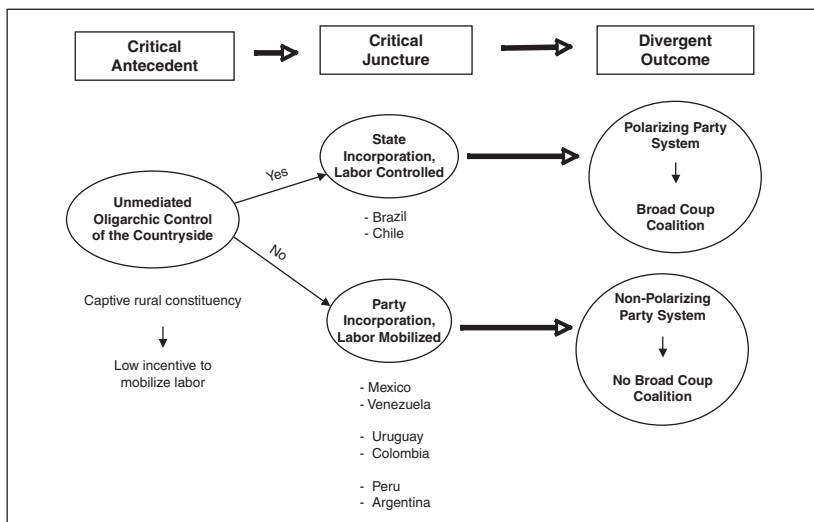 Critical
Antecedent
Critical
Juncture
Divergent
Outcome
Unmediated
Oligarchic Control
of the Countryside
Captive rural constituency
Low incentive to
mobilize labor
Yes
No
State
Incorporation,
Labor Controlled
- Brazil
- Chile
Party
Incorporation,
Labor Mobilized
- Mexico
- Venezuela
- Uruguay
- Colombia
- Peru
- Argentina
Polarizing Party
System
Broad Coup
Coalition
Non-Polarizing
Party System
No Broad Coup
Coalition